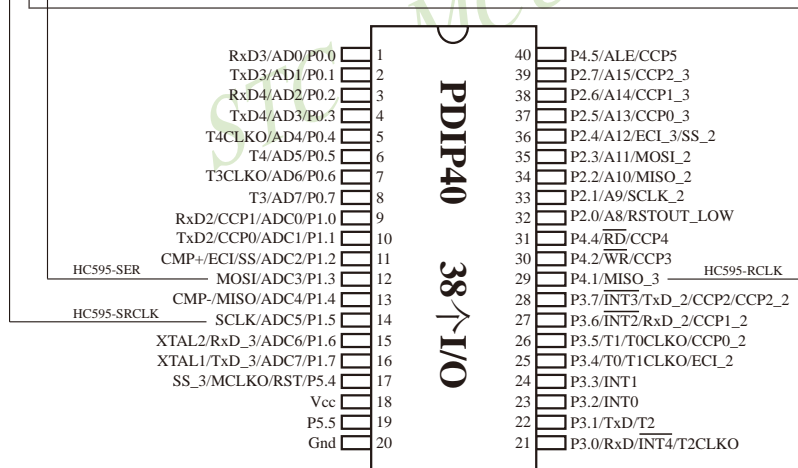 STC MCU
RxD3/AD0/P0.0 1 40 P4.5/ALE/CCP5
TxD3/AD1/P0.1 2 39 P2.7/A15/CCP2_3
RxD4/AD2/P0.2 3 38 P2.6/A14/CCP1_3
TxD4/AD3/P0.3 4 37 P2.5/A13/CCP0_3
T4CLKO/AD4/P0.4 5 36 P2.4/A12/ECI_3/SS_2
T4/AD5/P0.5 6 35 P2.3/A11/MOSI_2
T3CLKO/AD6/P0.6 7 34 P2.2/A10/MISO_2
T3/AD7/P0.7 8 33 P2.1/A9/SCLK_2
RxD2/CCP1/ADC0/P1.0 9 32 P2.0/A8/RSTOUT_LOW
TxD2/CCP0/ADC1/P1.1 10 31 P4.4/RD/CCP4
CMP+/ECI/SS/ADC2/P1.2 11 30 P4.2/WR/CCP3
HC595-SER MOSI/ADC3/P1.3 12 29 P4.1/MISO_3 HC595-RCLK
CMP-/MISO/ADC4/P1.4 13 28 P3.7/INT3/TxD_2/CCP2/CCP2_2
HC595-SRCLK SCLK/ADC5/P1.5 14 27 P3.6/INT2/RxD_2/CCP1_2
XTAL2/RxD_3/ADC6/P1.6 15 26 P3.5/T1/T0CLKO/CCP0_2
XTAL1/TxD_3/ADC7/P1.7 16 25 P3.4/T0/T1CLKO/ECI_2
SS_3/MCLKO/RST/P5.4 17 24 P3.3/INT1
Vcc 18 23 P3.2/INT0
P5.5 19 22 P3.1/TxD/T2
Gnd 20 21 P3.0/RxD/INT4/T2CLKO
PDIP40 38个I/O